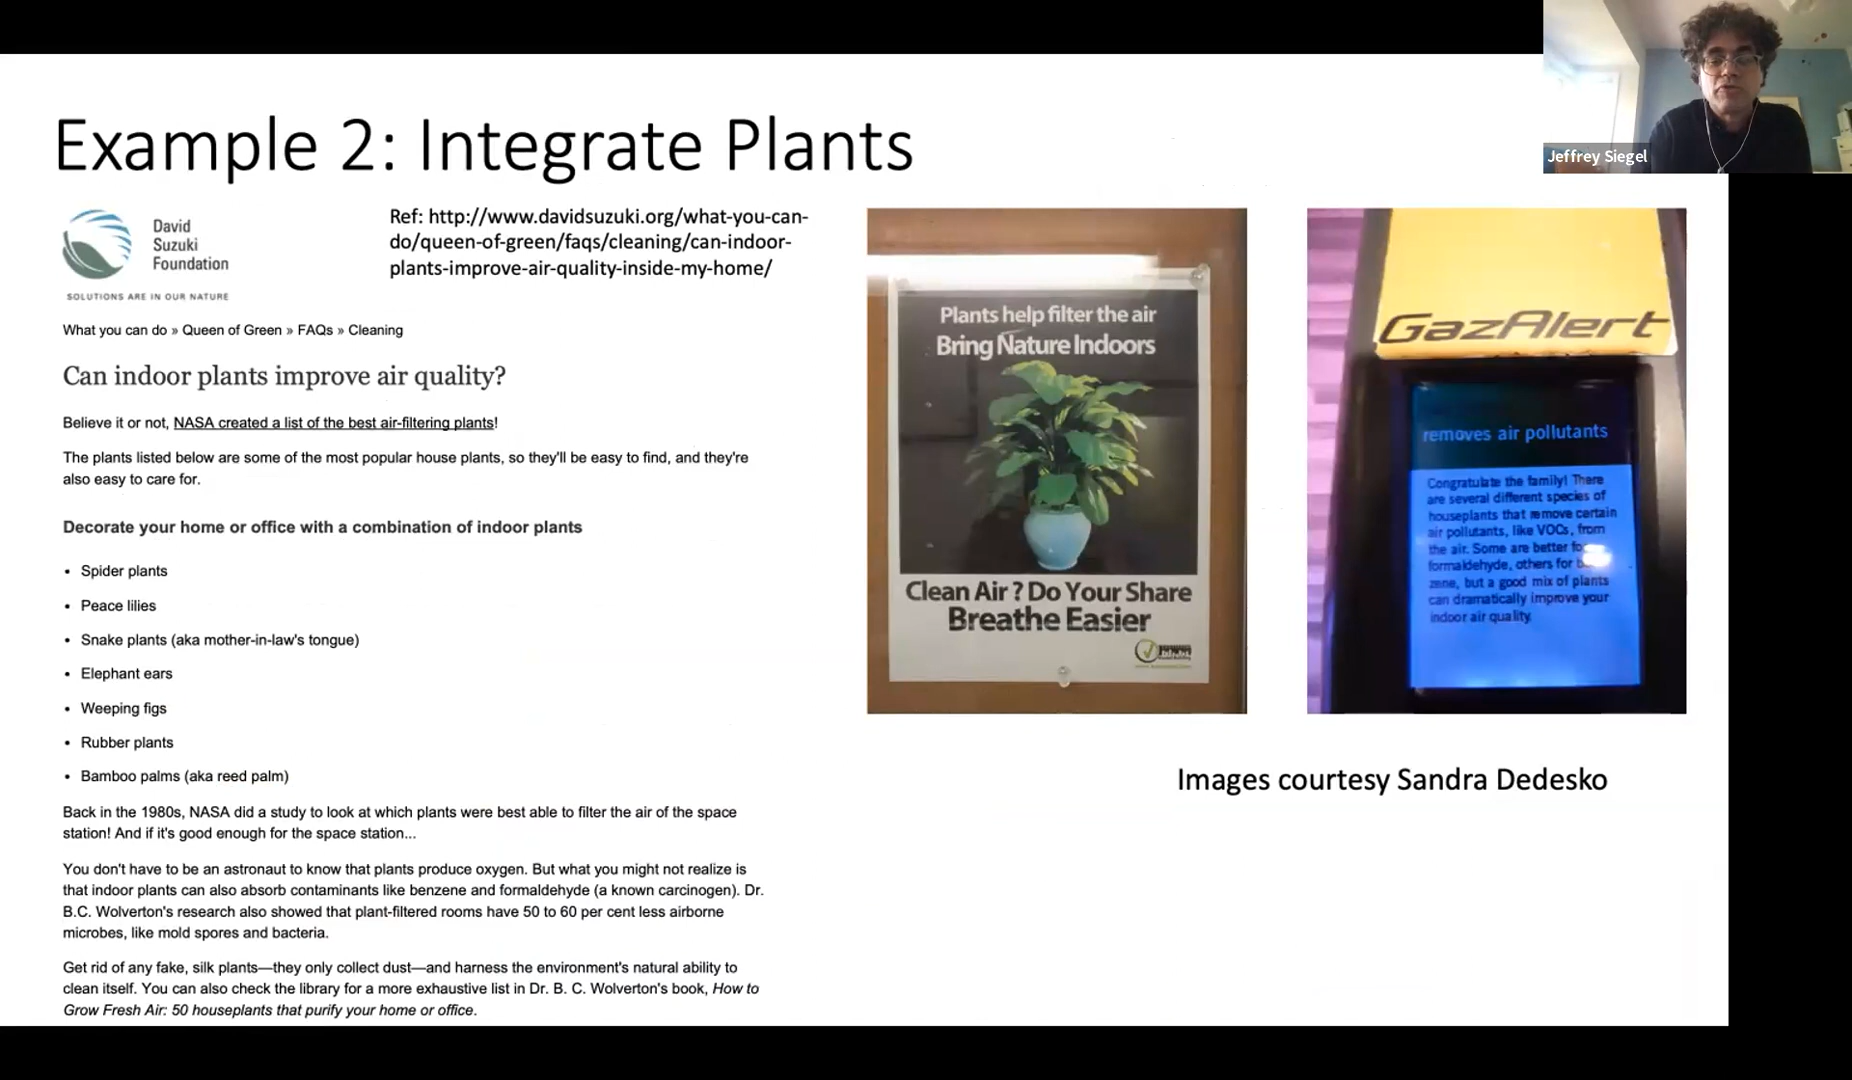 Jeffrey Siegel
Example 2: Integrate Plants
David
Suzuki
Foundation
SOLUTIONS ARE IN OUR NATURE
Ref: http://www.davidsuzuki.org/what-you-can-
do/queen-of-green/faqs/cleaning/can-indoor-
plants-improve-air-quality-inside-my-home/
What you can do » Queen of Green » FAQs » Cleaning
Can indoor plants improve air quality?
Believe it or not, NASA created a list of the best air-filtering plants!
The plants listed below are some of the most popular house plants, so they'll be easy to find, and they're
also easy to care for.
Decorate your home or office with a combination of indoor plants
• Spider plants
• Peace lilies
• Snake plants (aka mother-in-law's tongue)
• Elephant ears
• Weeping figs
• Rubber plants
• Bamboo palms (aka reed palm)
Back in the 1980s, NASA did a study to look at which plants were best able to filter the air of the space
station! And if it's good enough for the space station...
You don't have to be an astronaut to know that plants produce oxygen. But what you might not realize is
that indoor plants can also absorb contaminants like benzene and formaldehyde (a known carcinogen). Dr.
B.C. Wolverton's research also showed that plant-filtered rooms have 50 to 60 per cent less airborne
microbes, like mold spores and bacteria.
Get rid of any fake, silk plants—they only collect dust—and harness the environment's natural ability to
clean itself. You can also check the library for a more exhaustive list in Dr. B. C. Wolverton's book, How to
Grow Fresh Air: 50 houseplants that purify your home or office.
Plants help filter the air
Bring Nature Indoors
Clean Air ? Do Your Share
Breathe Easier
GazAlert
removes air pollutants
Congratulate the family! There
are several different species of
houseplants that remove certain
air pollutants, like VOCs, from
the air. Some are better
formaldehyde, others for
zene, but a good mix of plants
can dramatically improve your
indoor air quality.
Images courtesy Sandra Dedesko